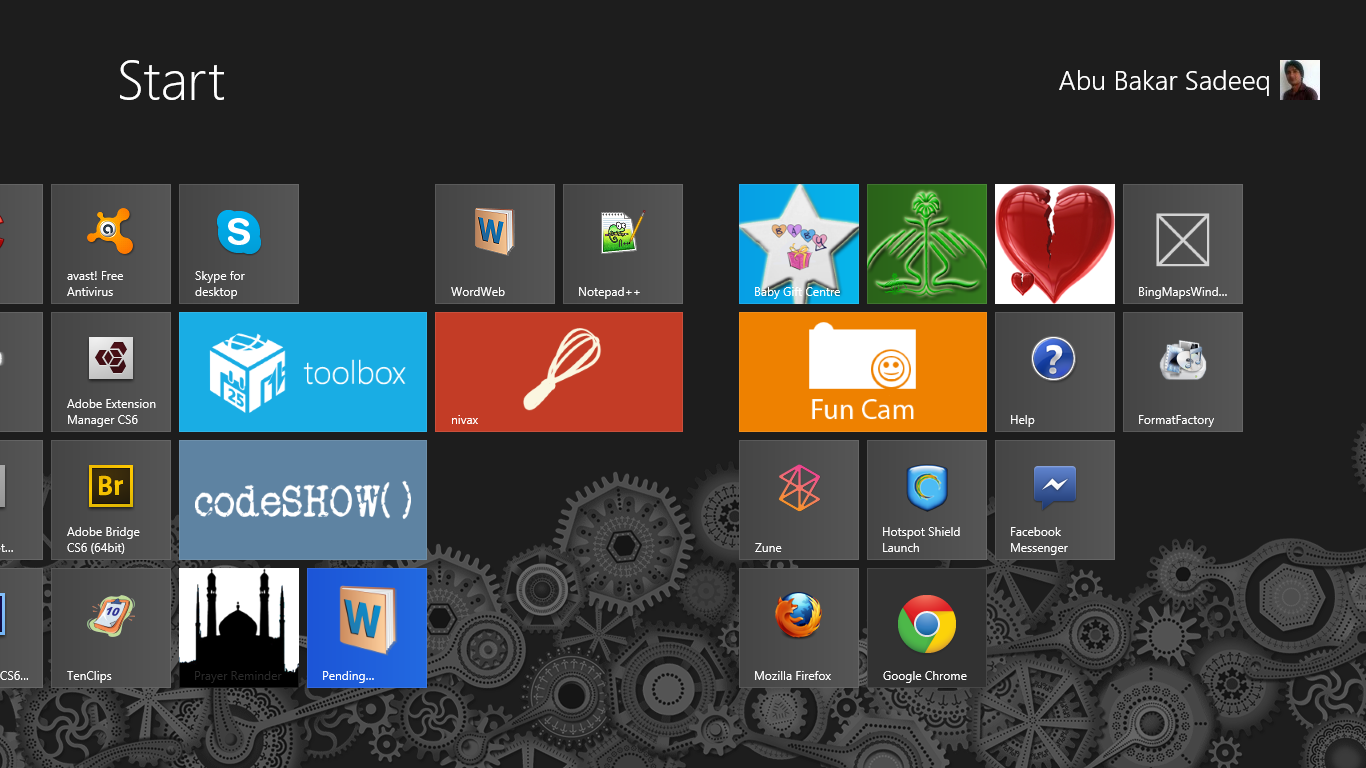 Start
Abu Bakar Sadeeq
avast! Free
Antivirus
Skype for
desktop
WordWeb
Notepad++
Baby Gift Centre
BingMapsWind...
Adobe Extension
Manager CS6
toolbox
nivax
Fun Cam
Help
FormatFactory
t...
Br
Adobe Bridge
CS6 (64bit)
codeSHOW( )
Zune
Hotspot Shield
Launch
Facebook
Messenger
CS6...
10
TenClips
Prayer Reminder
W
Pending...
Mozilla Firefox
Google Chrome